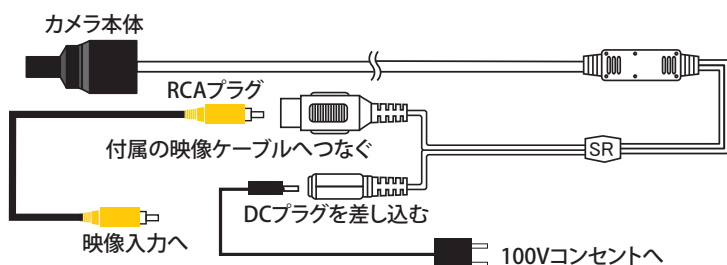 カメラ本体
RCAプラグ
付属の映像ケーブルへつなぐ
SR
DCプラグを差し込む
映像入力へ
100Vコンセントへ